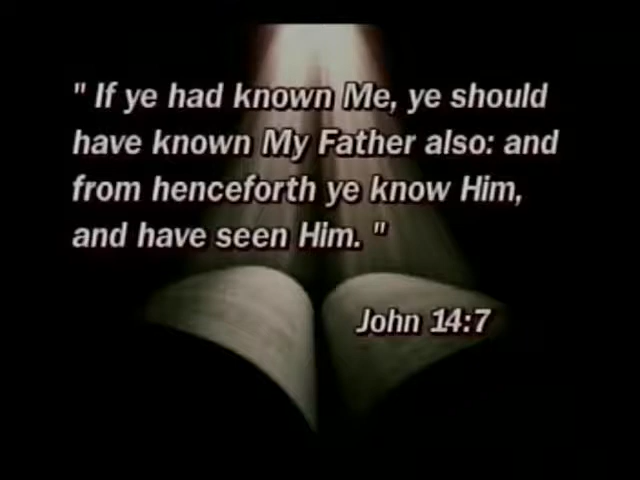 " If ye had known Me, ye should
have known My Father also: and
from henceforth ye know Him,
and have seen Him. "
John 14:7